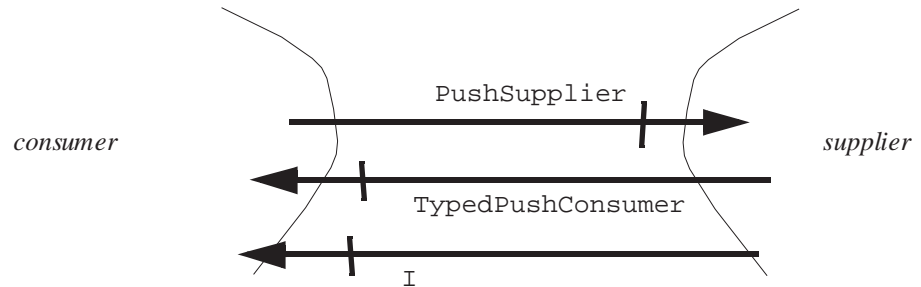 PushSupplier
consumer
supplier
TypedPushConsumer
I